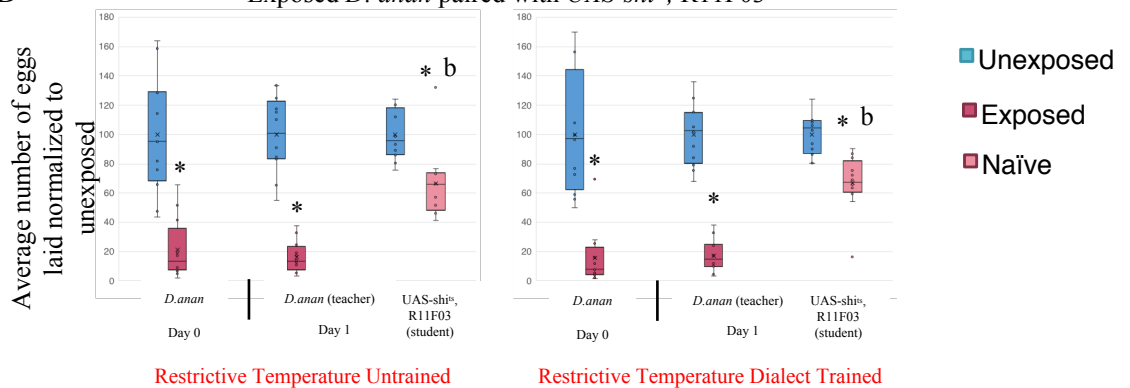 Exposed D. anan paired with UAS-shi , R11F03
Average number of eggs
laid normalized to
unexposed
180
160
140
120
100
80
60
40
20
0
*
*
* b
D.anan
D.anan (teacher)
UAS-shiᵗˢ,
R11F03
(student)
Day 0
Day 1
Restrictive Temperature Untrained
180
160
140
120
100
80
60
40
20
0
*
*
* b
D.anan
D.anan (teacher)
UAS-shiᵗˢ,
R11F03
(student)
Day 0
Day 1
Restrictive Temperature Dialect Trained
Unexposed
Exposed
Naïve